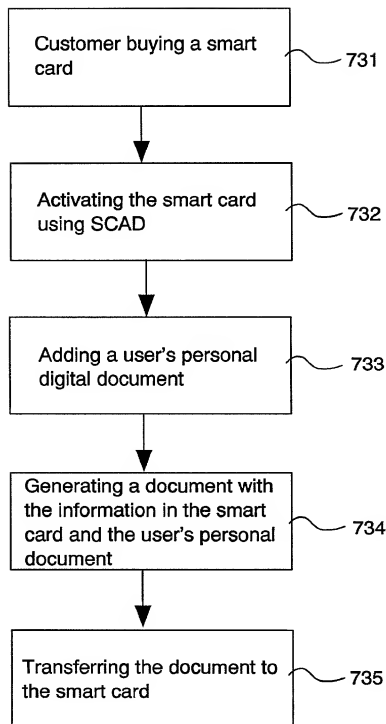 Customer buying a smart
card
731
Activating the smart card
using SCAD
732
Adding a user's personal
digital document
733
Generating a document with
the information in the smart
card and the user's personal
document
734
Transferring the document to
the smart card
735